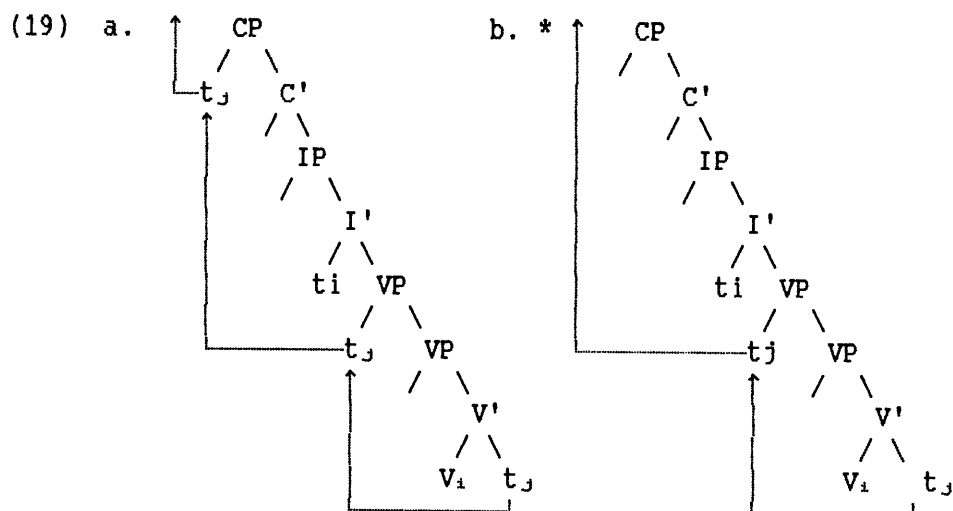 (19) a. CP b. * CP
tj C' C'
IP IP
I' I'
ti VP ti VP
tj VP tj VP
V' V'
Vi tj Vi tj